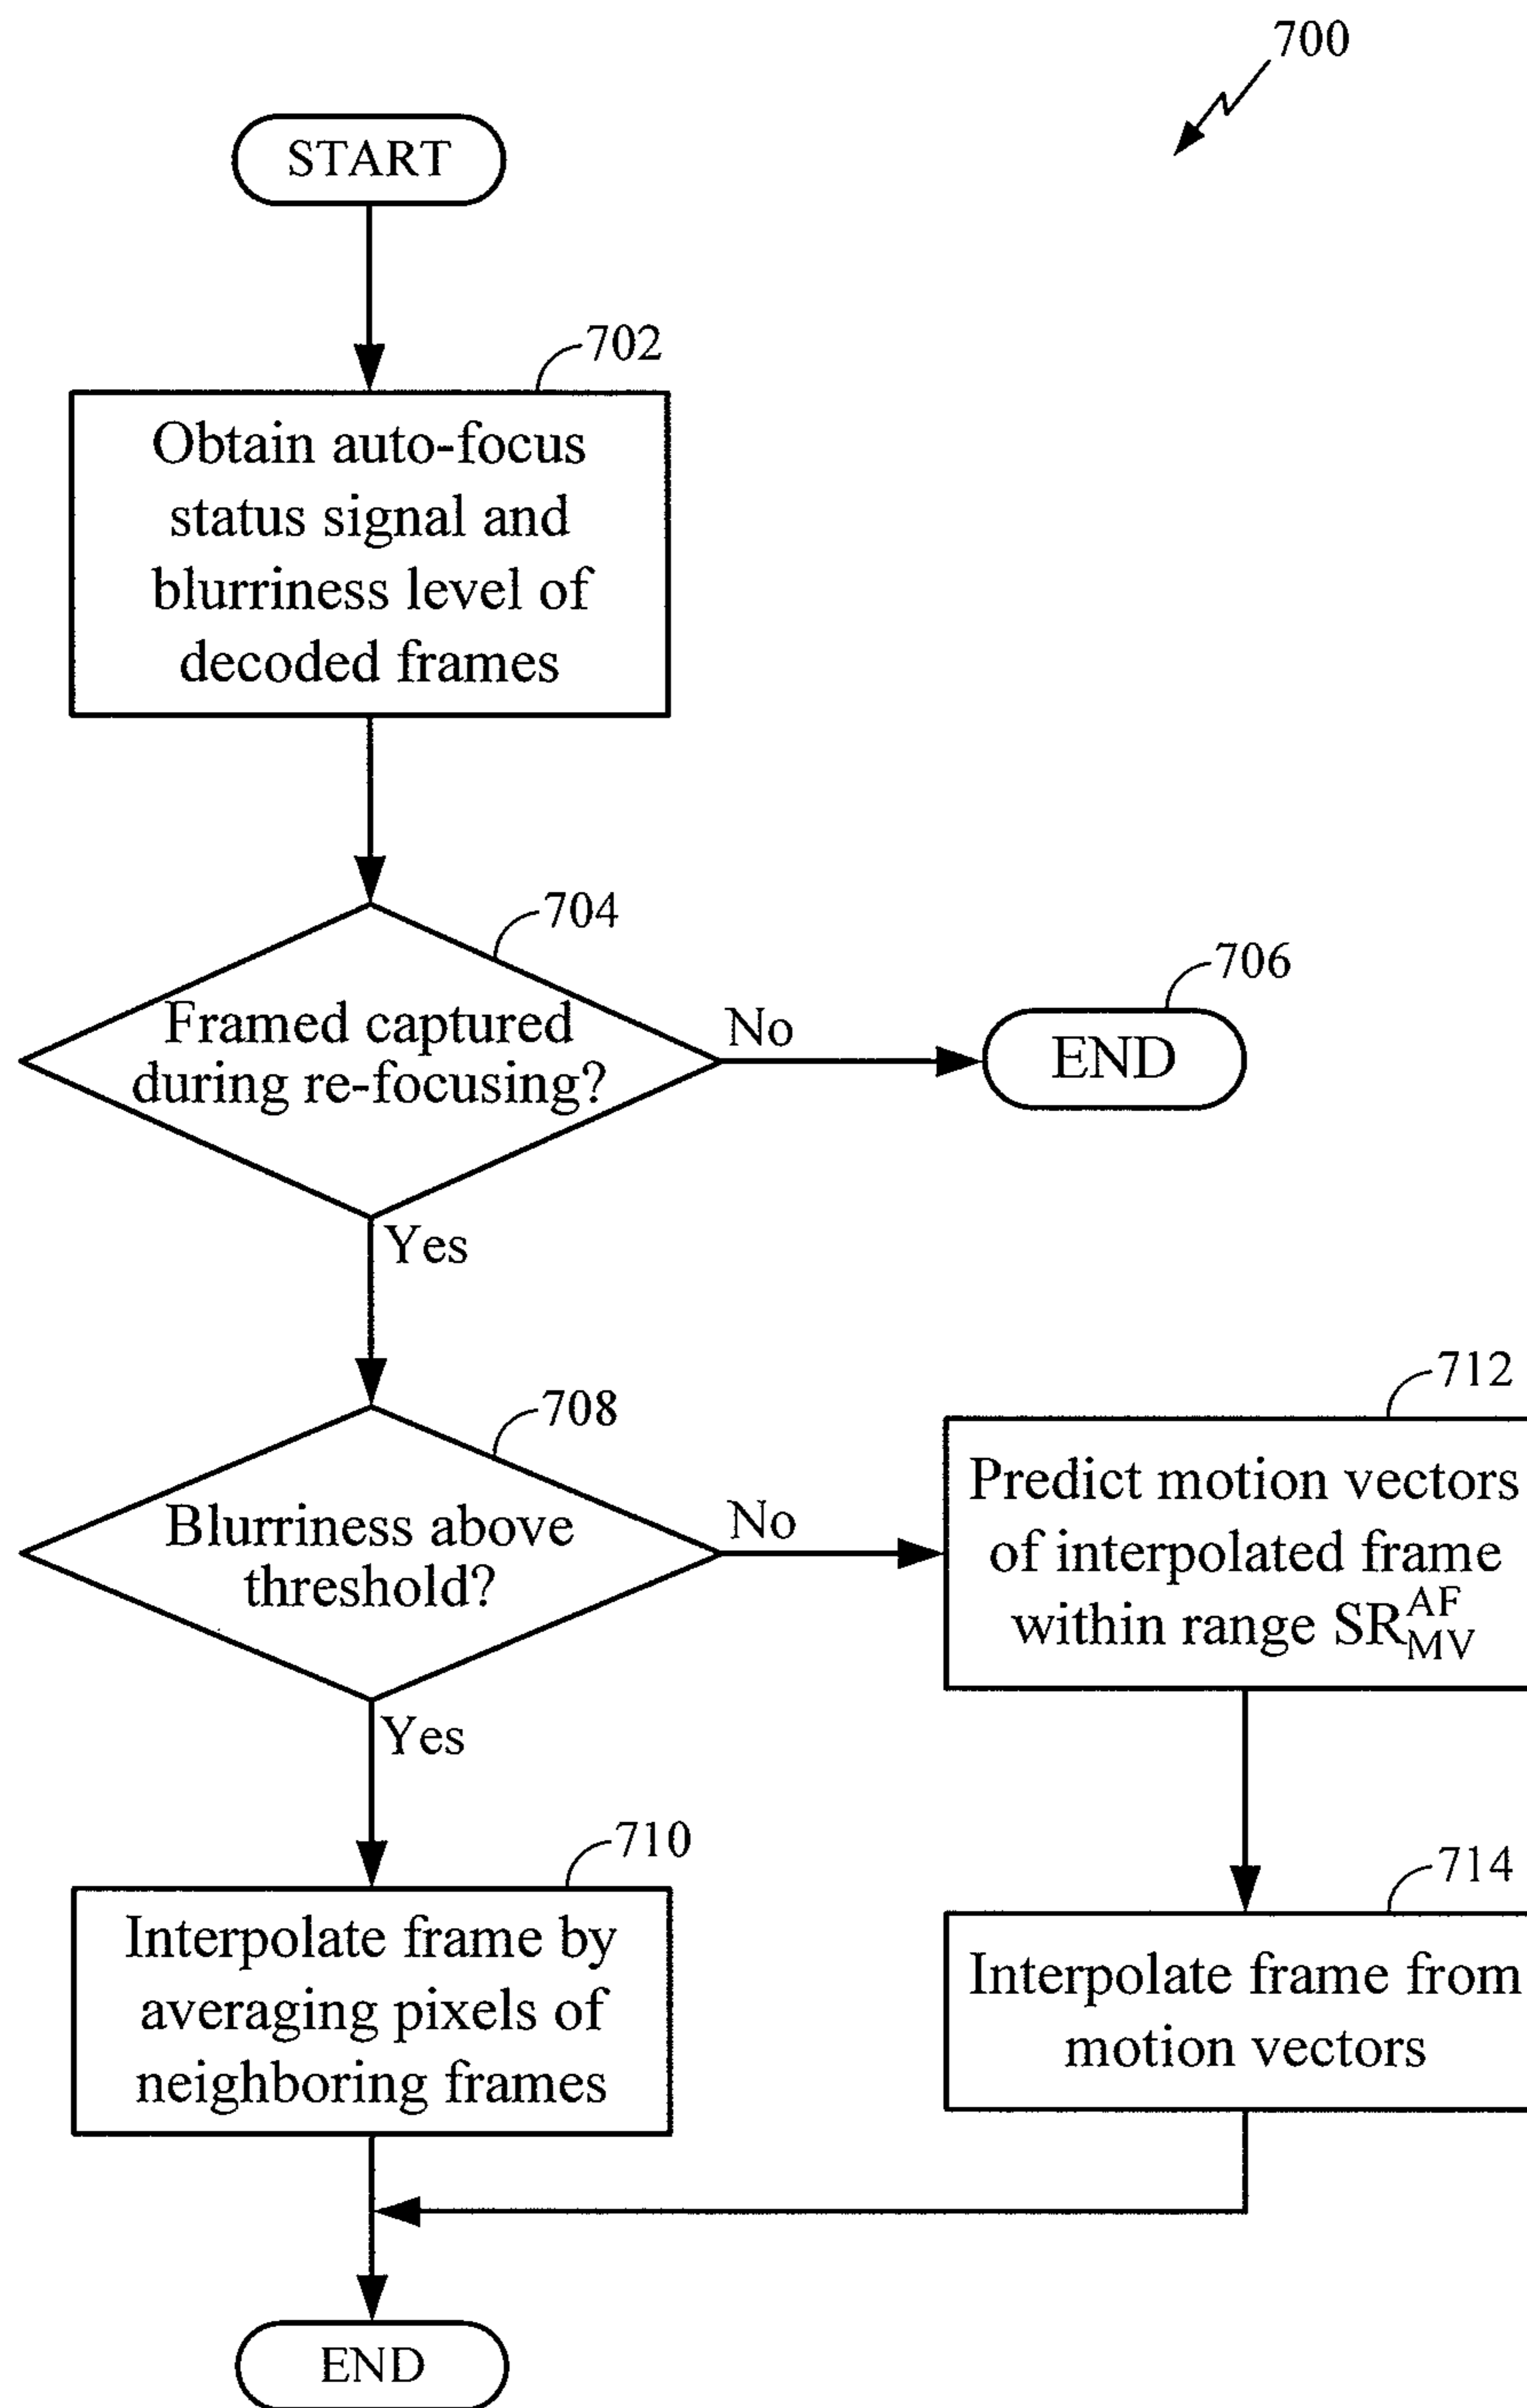 700
START
702
Obtain auto-focus
status signal and
blurriness level of
decoded frames
704
Framed captured
during re-focusing?
No
706
END
Yes
708
Blurriness above
threshold?
No
712
Predict motion vectors
of interpolated frame
within range SR^{AF}_{MV}
Yes
710
Interpolate frame by
averaging pixels of
neighboring frames
714
Interpolate frame from
motion vectors
END